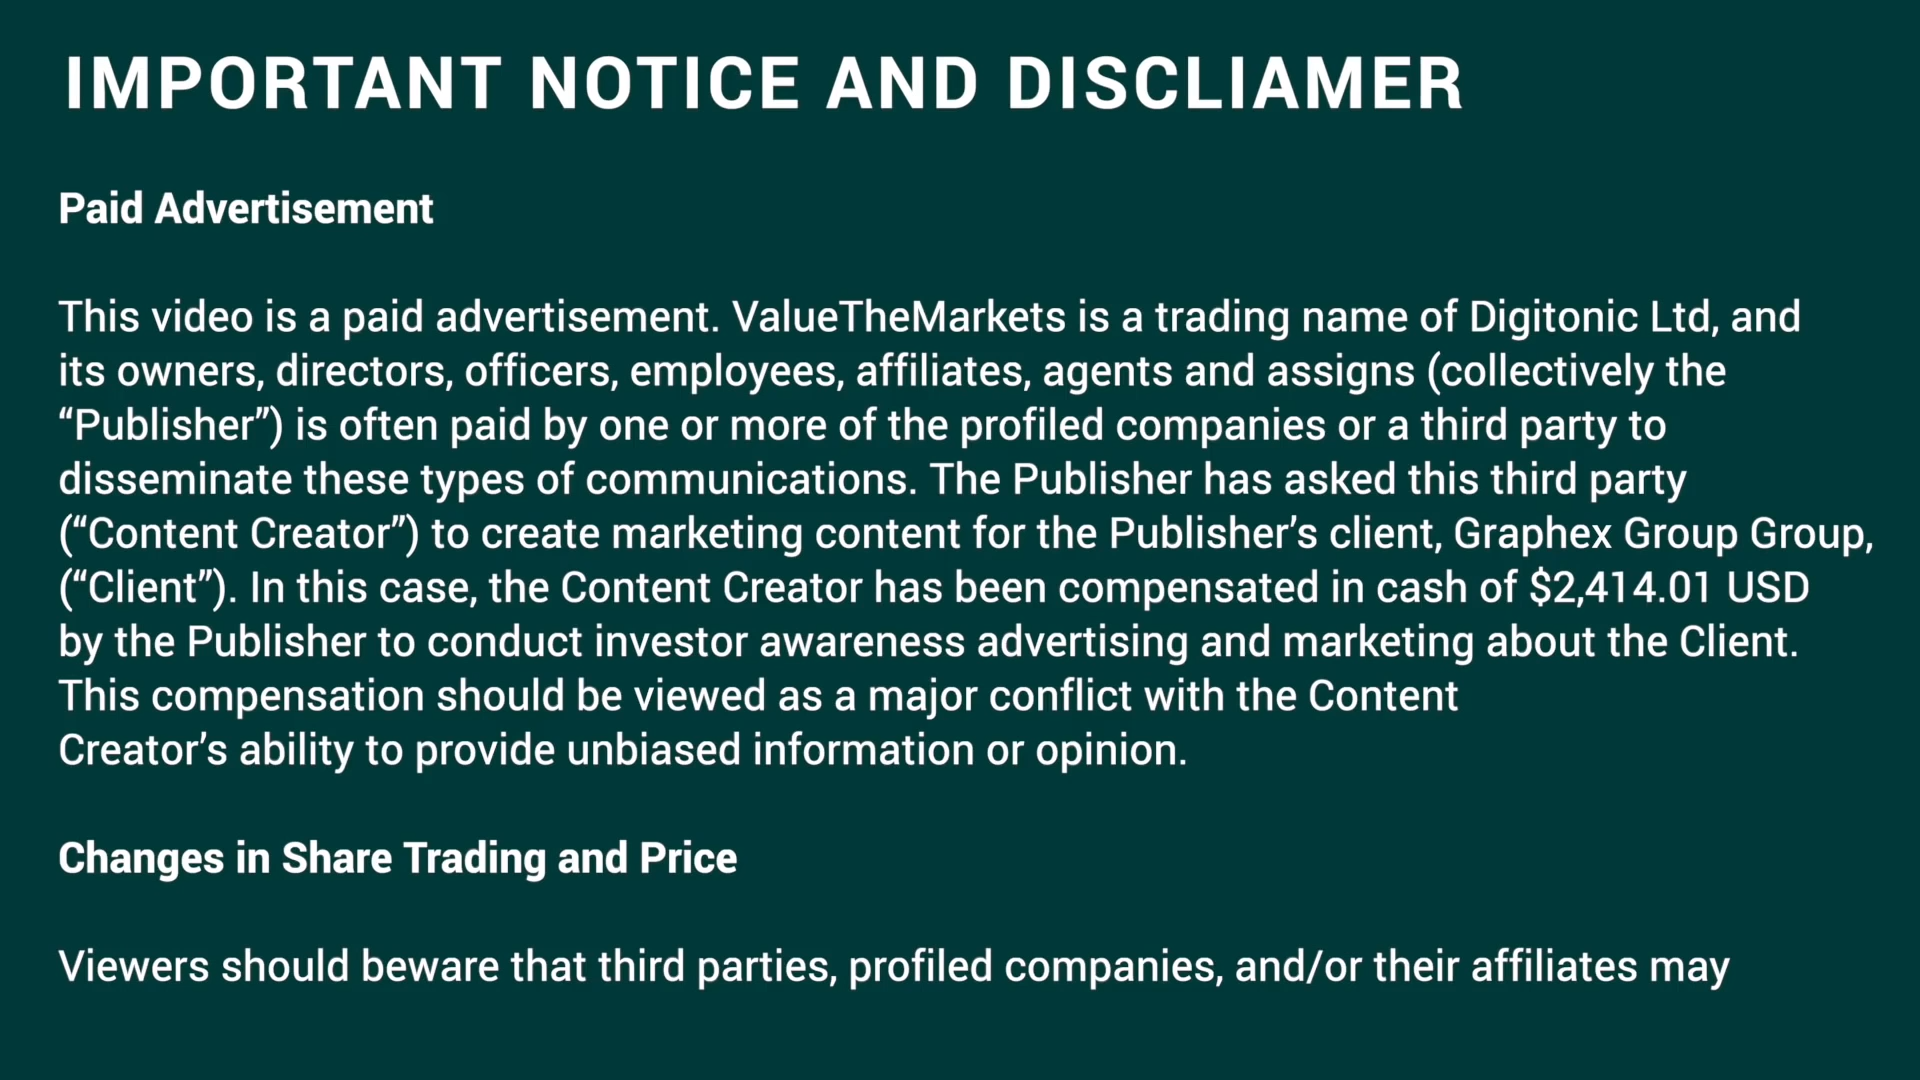 IMPORTANT NOTICE AND DISCLIAMER
Paid Advertisement
This video is a paid advertisement. ValueTheMarkets is a trading name of Digitonic Ltd, and
its owners, directors, officers, employees, affiliates, agents and assigns (collectively the
“Publisher”) is often paid by one or more of the profiled companies or a third party to
disseminate these types of communications. The Publisher has asked this third party
(“Content Creator”) to create marketing content for the Publisher’s client, Graphex Group Group,
(“Client”). In this case, the Content Creator has been compensated in cash of $2,414.01 USD
by the Publisher to conduct investor awareness advertising and marketing about the Client.
This compensation should be viewed as a major conflict with the Content
Creator’s ability to provide unbiased information or opinion.
Changes in Share Trading and Price
Viewers should beware that third parties, profiled companies, and/or their affiliates may